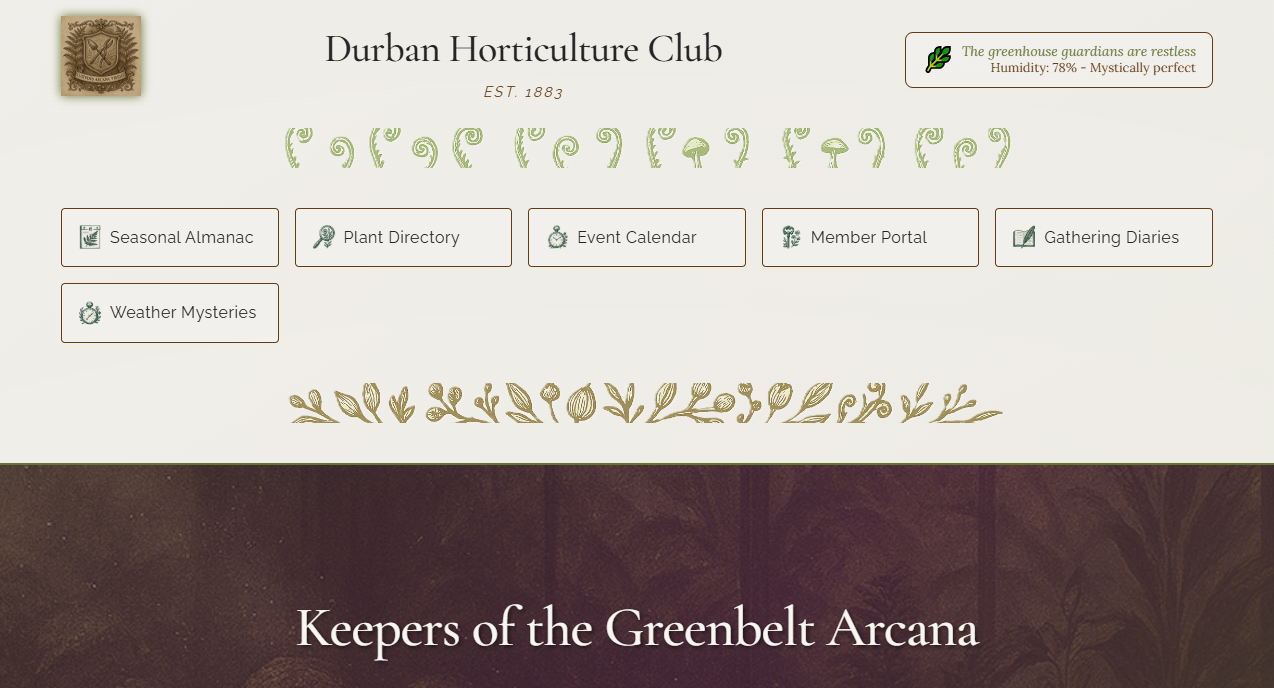 Durban Horticulture Club
EST. 1883
The greenhouse guardians are restless
Humidity: 78% - Mystically perfect
Seasonal Almanac
Plant Directory
Event Calendar
Member Portal
Gathering Diaries
Weather Mysteries
Keepers of the Greenbelt Arcana